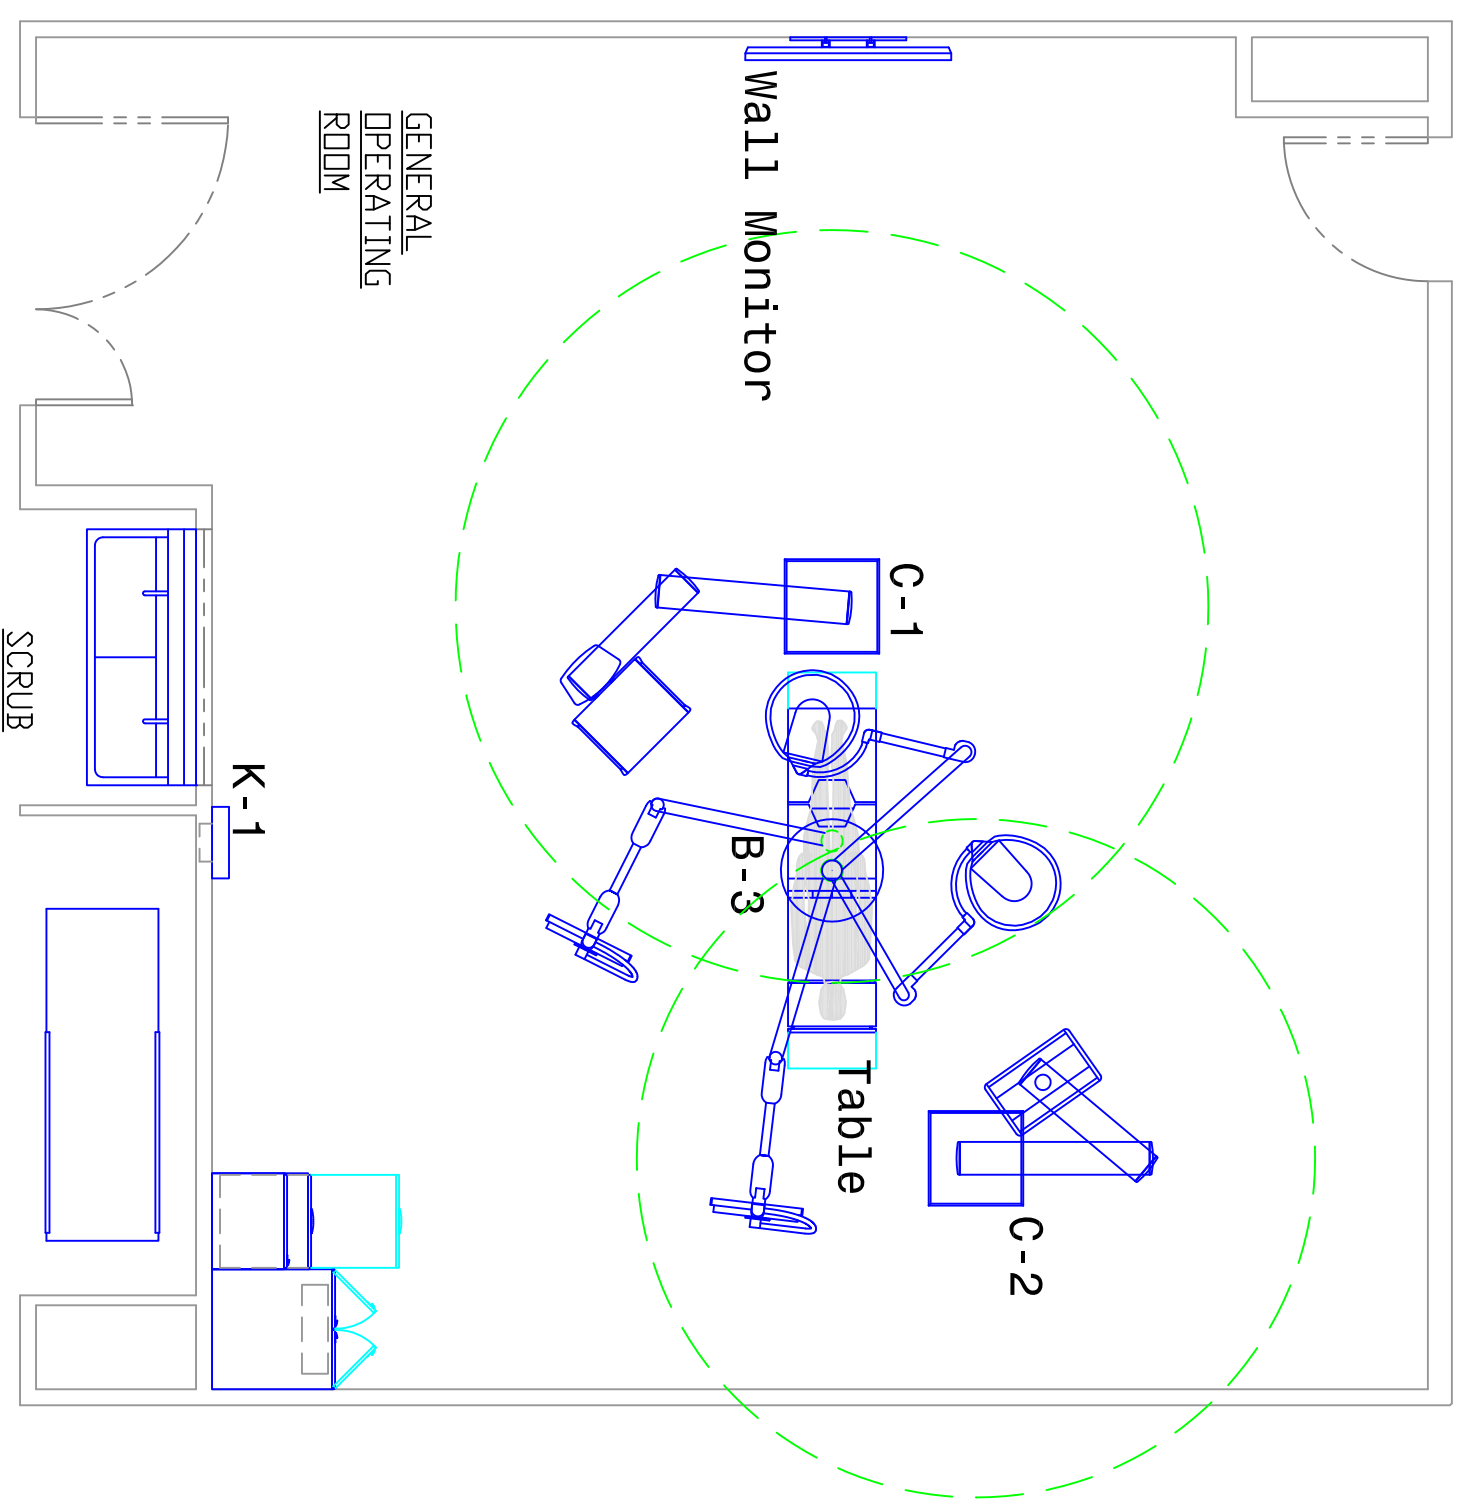 GENERAL
OPERATING
ROOM
Wall Monitor
C-1
B-3
K-1
SCRUB
Table
C-2